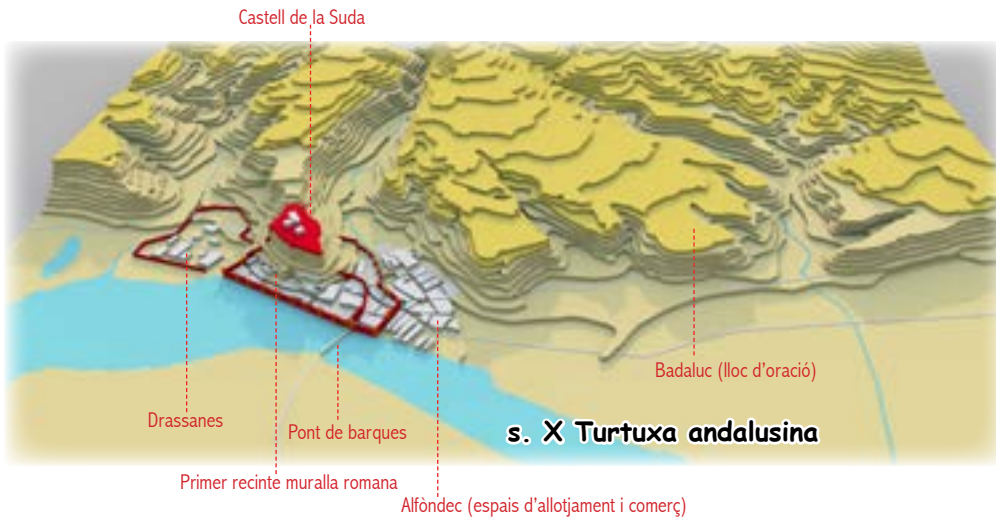 Castell de la Suda
Badaluc (lloc d'oració)
Drassanes
Pont de barques
s. X Turtuxa andalusina
Primer recinte muralla romana
Alfòndec (espais d'allotjament i comerç)